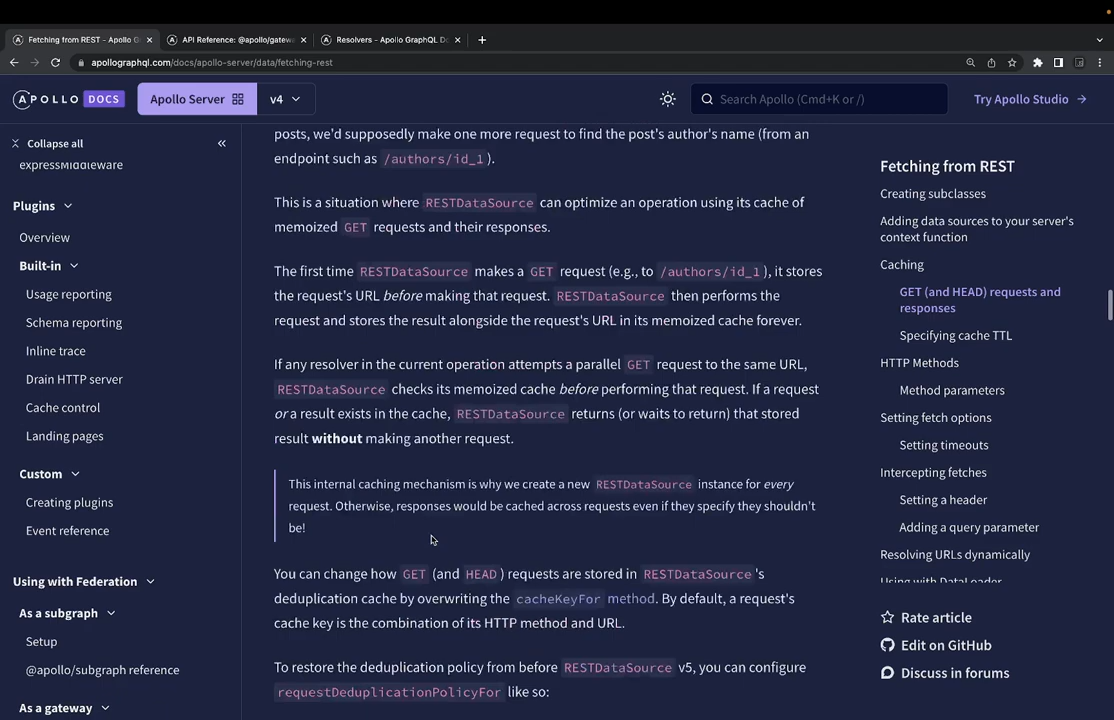 Fetching from REST - Apollo G
API Reference: @apollo/gatew
Resolvers - Apollo GraphQL Do
apollographql.com/docs/apollo-server/data/fetching-rest
APOLLO DOCS
Apollo Server
v4
Search Apollo (Cmd+K or /)
Try Apollo Studio
Collapse all
expressMiddleware
Plugins
Overview
Built-in
Usage reporting
Schema reporting
Inline trace
Drain HTTP server
Cache control
Landing pages
Custom
Creating plugins
Event reference
Using with Federation
As a subgraph
Setup
@apollo/subgraph reference
As a gateway
posts, we'd supposedly make one more request to find the post's author's name (from an
endpoint such as /authors/id_1).
This is a situation where RESTDataSource can optimize an operation using its cache of
memoized GET requests and their responses.
The first time RESTDataSource makes a GET request (e.g., to /authors/id_1), it stores
the request's URL before making that request. RESTDataSource then performs the
request and stores the result alongside the request's URL in its memoized cache forever.
If any resolver in the current operation attempts a parallel GET request to the same URL,
RESTDataSource checks its memoized cache before performing that request. If a request
or a result exists in the cache, RESTDataSource returns (or waits to return) that stored
result without making another request.
This internal caching mechanism is why we create a new RESTDataSource instance for every
request. Otherwise, responses would be cached across requests even if they specify they shouldn't
be!
You can change how GET (and HEAD) requests are stored in RESTDataSource's
deduplication cache by overwriting the cacheKeyFor method. By default, a request's
cache key is the combination of its HTTP method and URL.
To restore the deduplication policy from before RESTDataSource v5, you can configure
requestDeduplicationPolicyFor like so:
Fetching from REST
Creating subclasses
Adding data sources to your server's
context function
Caching
GET (and HEAD) requests and
responses
Specifying cache TTL
HTTP Methods
Method parameters
Setting fetch options
Setting timeouts
Intercepting fetches
Setting a header
Adding a query parameter
Resolving URLs dynamically
Using with DataLoader
Rate article
Edit on GitHub
Discuss in forums